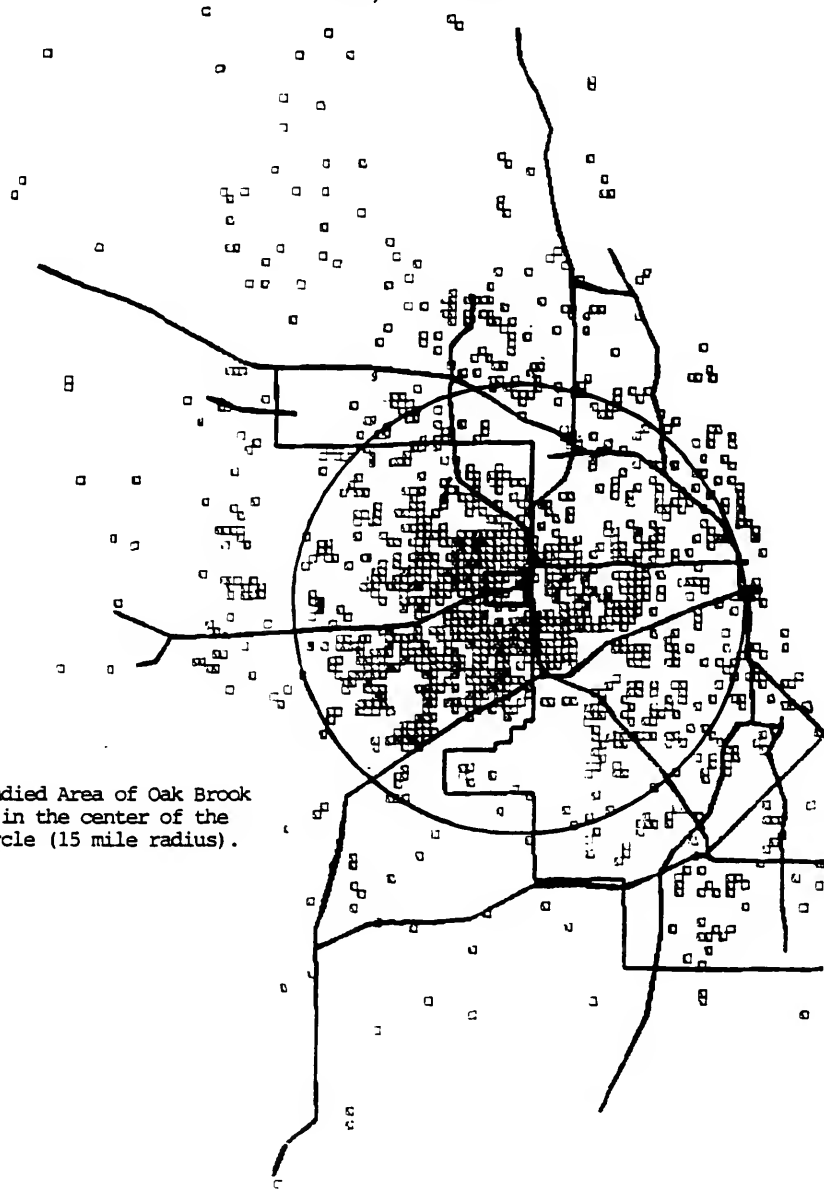 died Area of Oak Brook
in the center of the
rcle (15 mile radius).